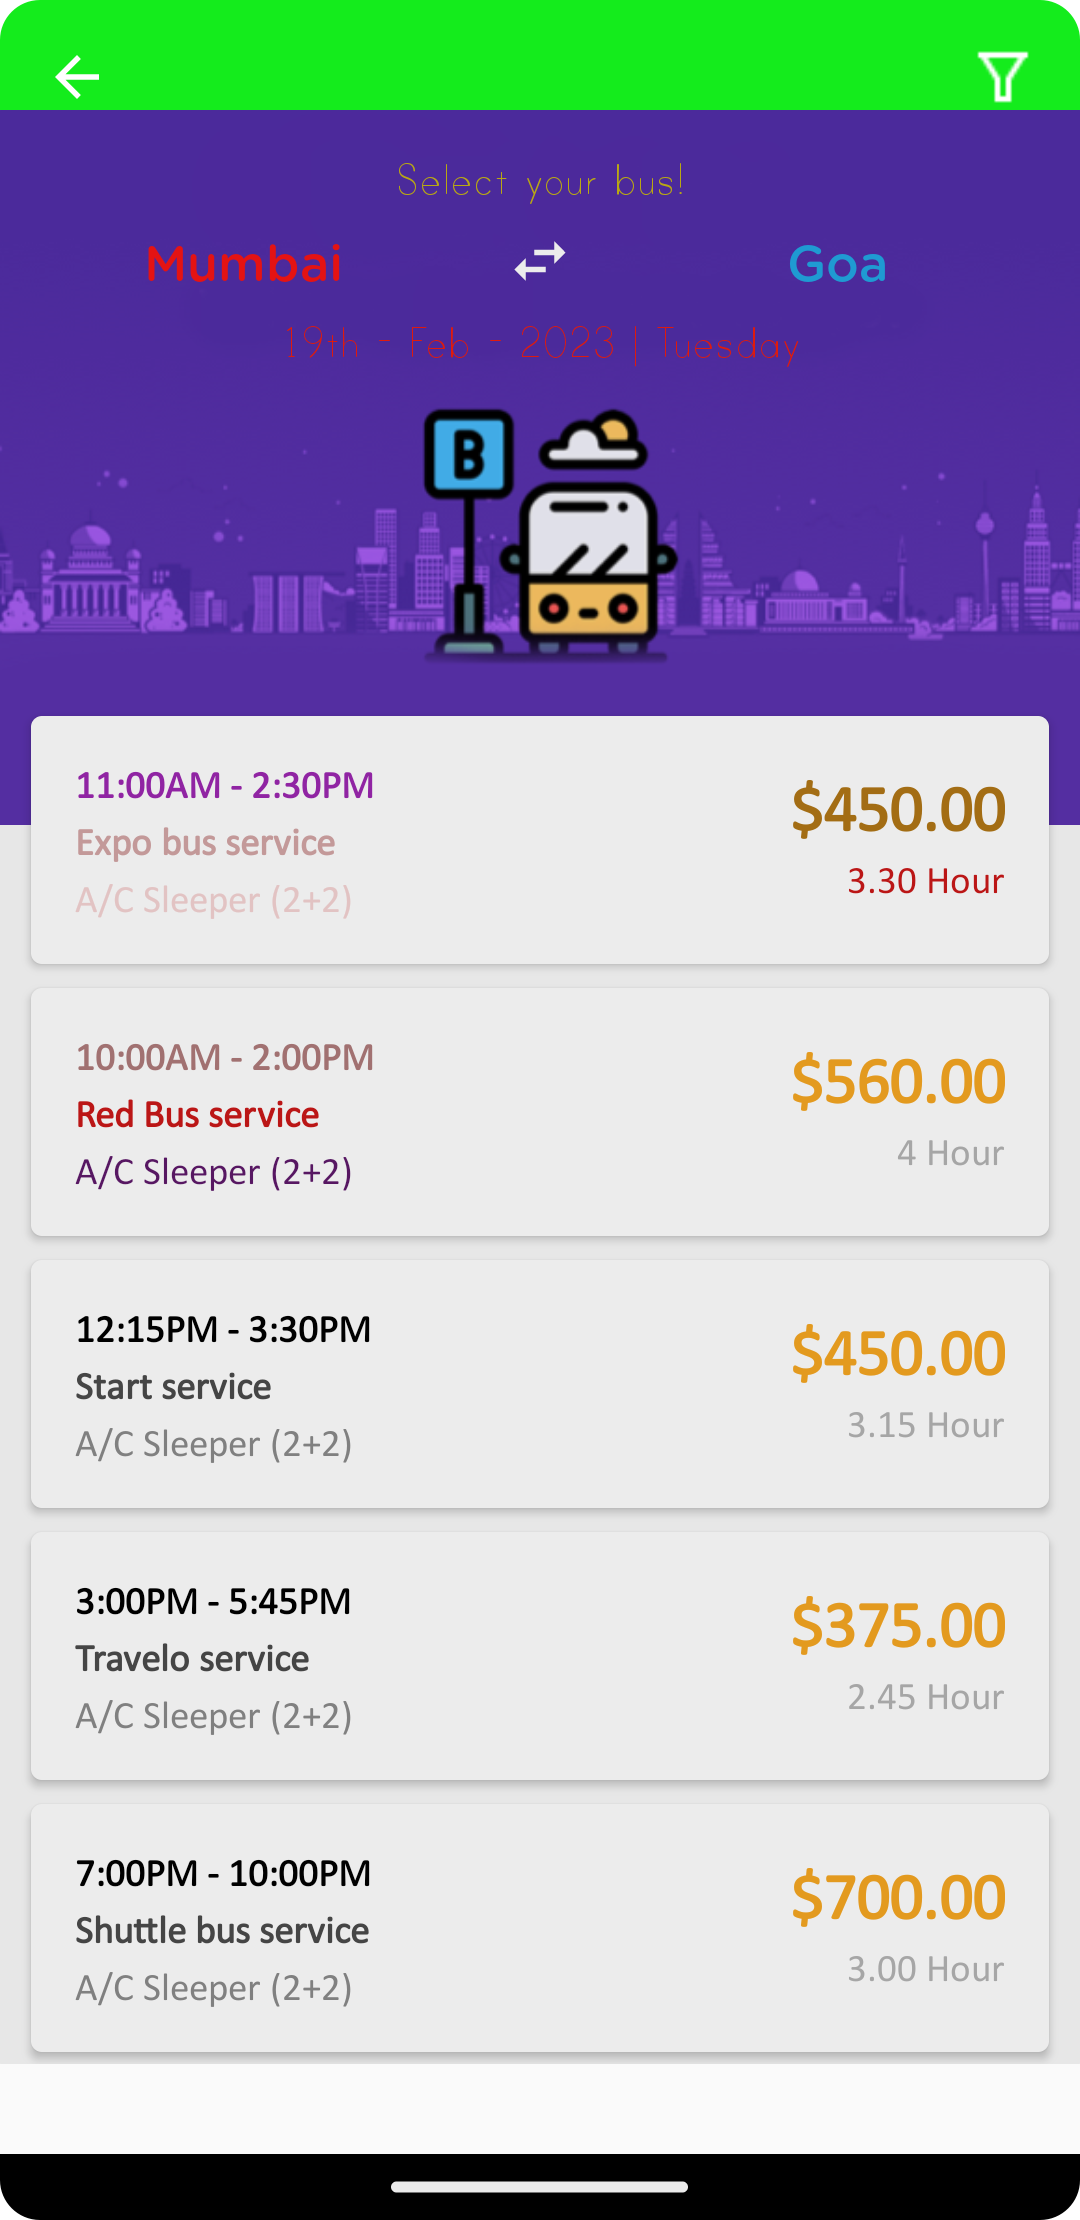 Select your bus!
Mumbai Goa
19th - Feb - 2023 | Tuesday
B
11:00AM - 2:30PM
Expo bus service
A/C Sleeper (2+2)
$450.00
3.30 Hour
10:00AM - 2:00PM
Red Bus service
A/C Sleeper (2+2)
$560.00
4 Hour
12:15PM - 3:30PM
Start service
A/C Sleeper (2+2)
$450.00
3.15 Hour
3:00PM - 5:45PM
Travelo service
A/C Sleeper (2+2)
$375.00
2.45 Hour
7:00PM - 10:00PM
Shuttle bus service
A/C Sleeper (2+2)
$700.00
3.00 Hour